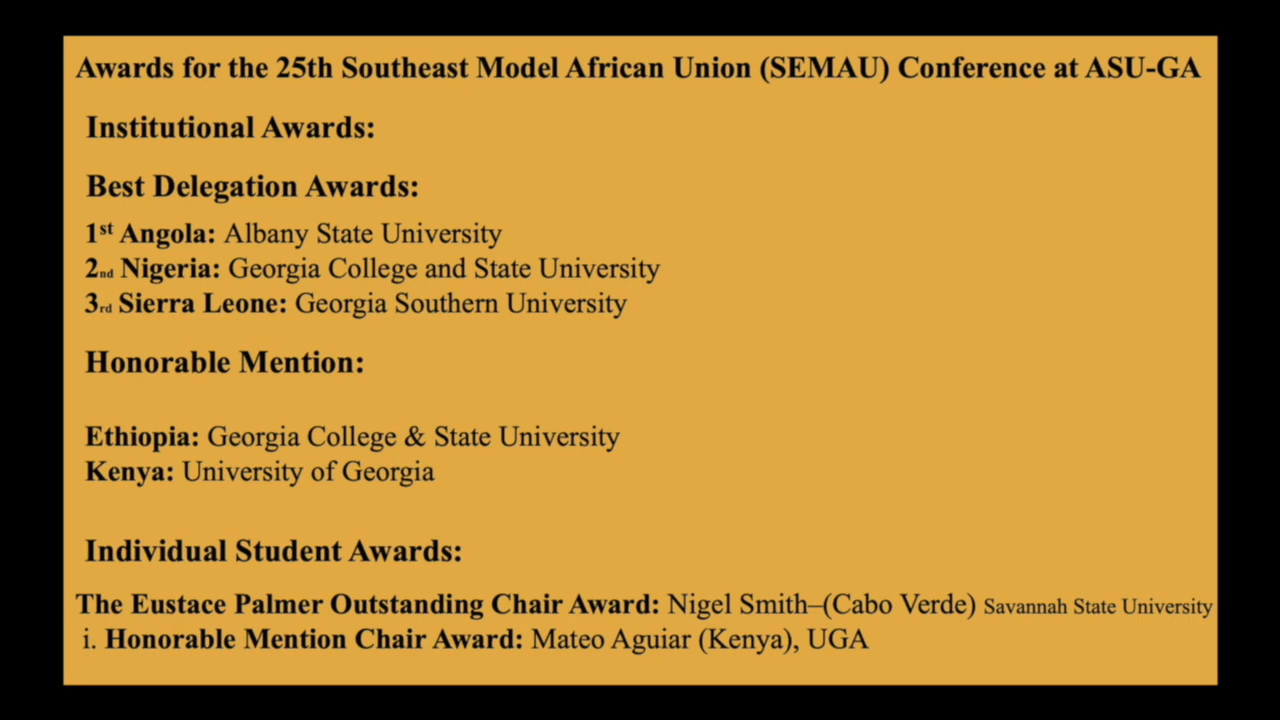 Awards for the 25th Southeast Model African Union (SEMAU) Conference at ASU-GA
Institutional Awards:
Best Delegation Awards:
1st Angola: Albany State University
2nd Nigeria: Georgia College and State University
3rd Sierra Leone: Georgia Southern University
Honorable Mention:
Ethiopia: Georgia College & State University
Kenya: University of Georgia
Individual Student Awards:
The Eustace Palmer Outstanding Chair Award: Nigel Smith–(Cabo Verde) Savannah State University
i. Honorable Mention Chair Award: Mateo Aguiar (Kenya), UGA